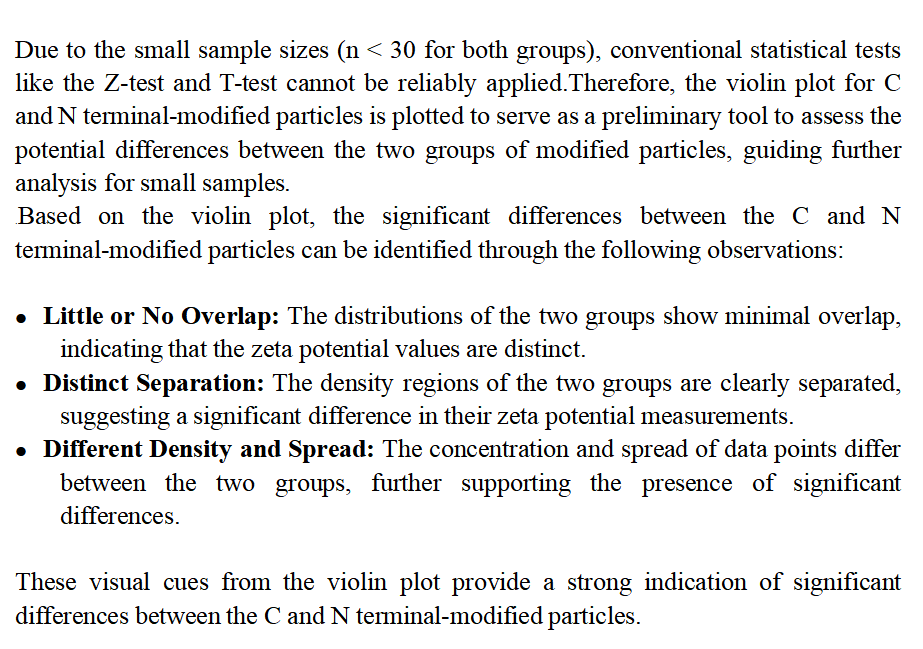 Due to the small sample sizes (n < 30 for both groups), conventional statistical tests
like the Z-test and T-test cannot be reliably applied.Therefore, the violin plot for C
and N terminal-modified particles is plotted to serve as a preliminary tool to assess the
potential differences between the two groups of modified particles, guiding further
analysis for small samples.
Based on the violin plot, the significant differences between the C and N
terminal-modified particles can be identified through the following observations:
• Little or No Overlap: The distributions of the two groups show minimal overlap,
indicating that the zeta potential values are distinct.
• Distinct Separation: The density regions of the two groups are clearly separated,
suggesting a significant difference in their zeta potential measurements.
• Different Density and Spread: The concentration and spread of data points differ
between the two groups, further supporting the presence of significant
differences.
These visual cues from the violin plot provide a strong indication of significant
differences between the C and N terminal-modified particles.